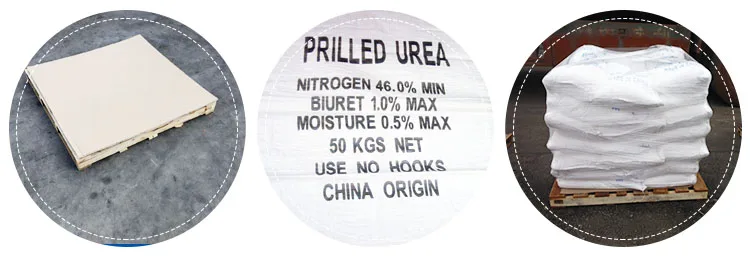 PRILLED UREA
NITROGEN 46.0% MIN
BIURET 1.0% MAX
MOISTURE 0.5% MAX
50 KGS NET
USE NO HOOKS
CHINA ORIGIN